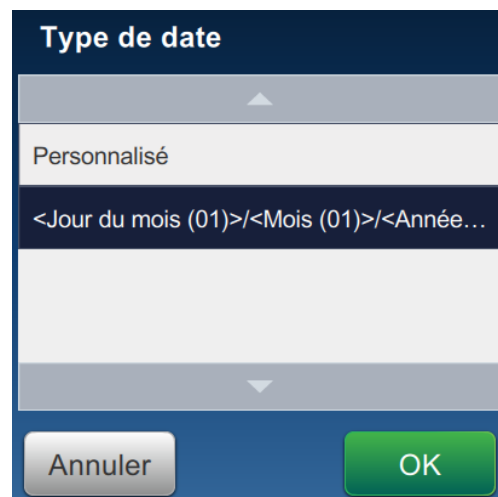 Type de date
Personnalisé
<Jour du mois (01)>/<Mois (01)>/<Année...
Annuler
OK